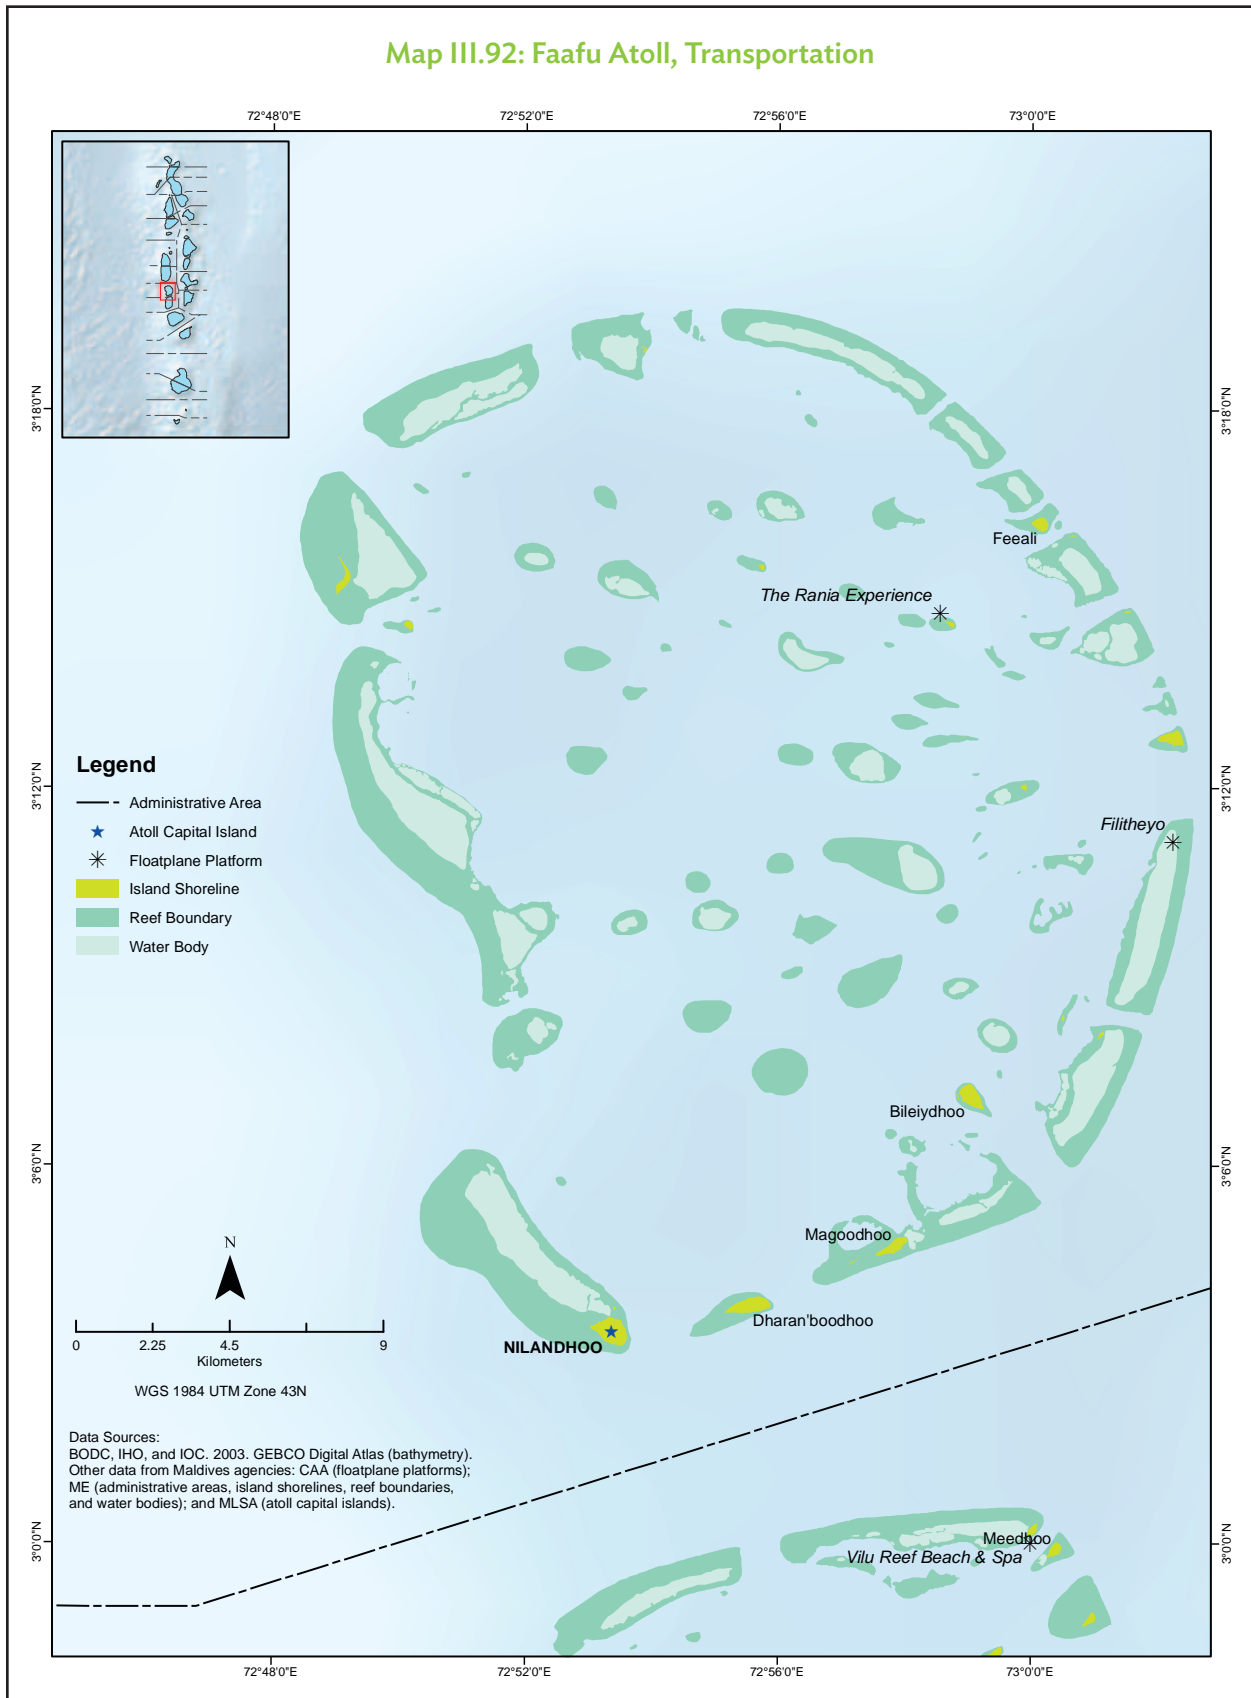 Map III.92: Faafu Atoll, Transportation
72°48'0"E
72°52'0"E
72°56'0"E
73°0'0"E
3°18'0"N
3°18'0"N
Feeali
The Rania Experience
Legend
Administrative Area
Atoll Capital Island
Floatplane Platform
Island Shoreline
Reef Boundary
Water Body
3°12'0"N
3°12'0"N
Filitheyo
Bileiydhoo
3°6'0"N
3°6'0"N
Magoodhoo
Dharan'boodhoo
NILANDHOO
N
0
2.25
4.5
9
Kilometers
WGS 1984 UTM Zone 43N
Data Sources:
BODC, IHO, and IOC. 2003. GEBCO Digital Atlas (bathymetry).
Other data from Maldives agencies: CAA (floatplane platforms);
ME (administrative areas, island shorelines, reef boundaries,
and water bodies); and MLSA (atoll capital islands).
3°0'0"N
3°0'0"N
Meedhoo
Vilu Reef Beach & Spa
72°48'0"E
72°52'0"E
72°56'0"E
73°0'0"E